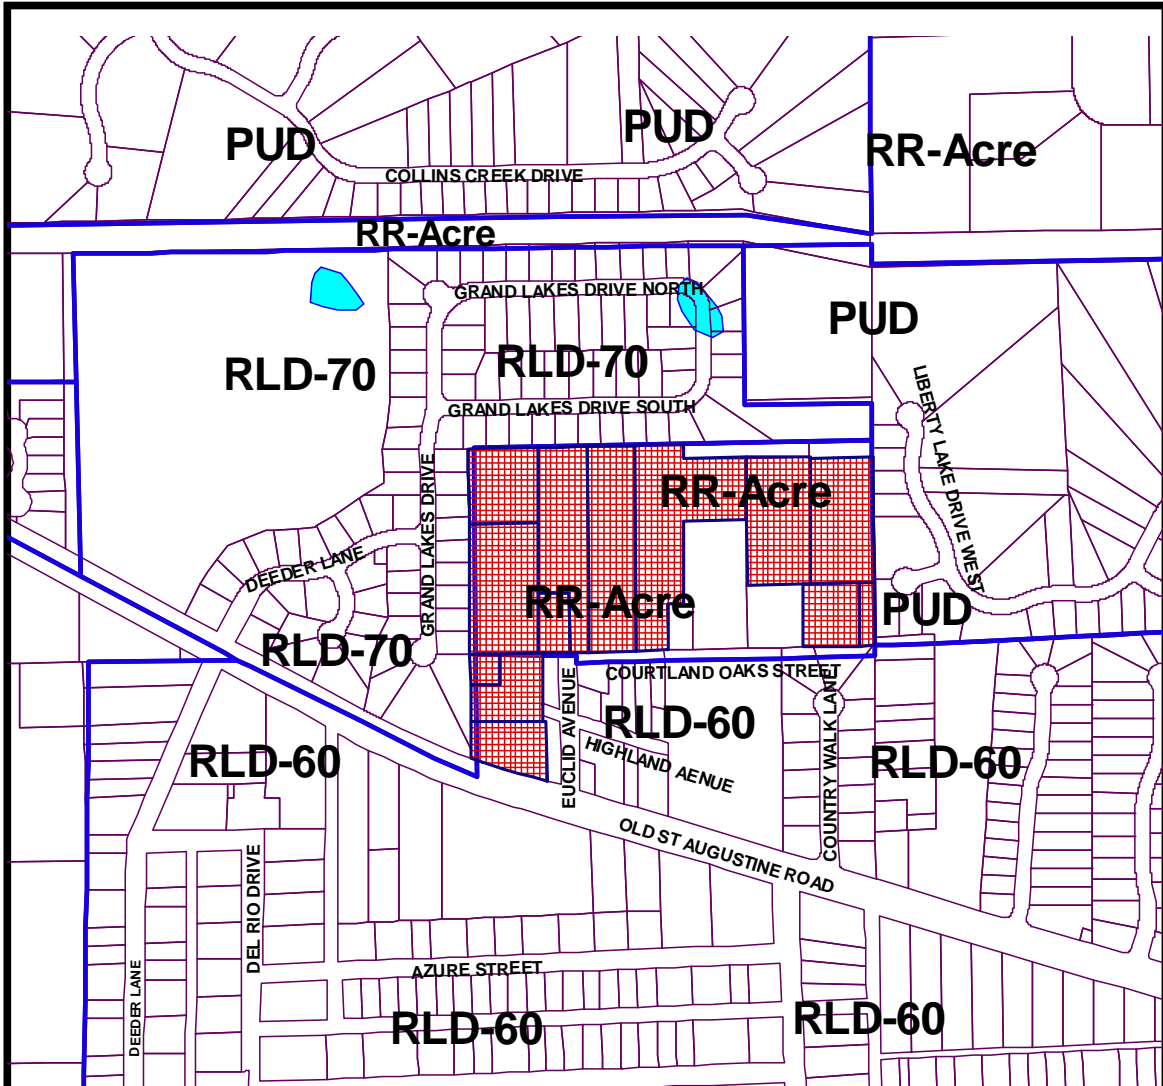 PUD
PUD
RR-Acre
COLLINS CREEK DRIVE
RR-Acre
GRAND LAKES DRIVE NORTH
PUD
RLD-70
RLD-70
LIBERTY LAKE DRIVE WEST
GRAND LAKES DRIVE SOUTH
GRAND LAKES DRIVE
RR-Acre
DEEDER LANE
RR-Acre
PUD
RLD-70
COURTLAND OAKS STREET
EUCLID AVENUE
COUNTRY WALK LANE
RLD-60
RLD-60
HIGHLAND AENUE
RLD-60
OLD ST AUGUSTINE ROAD
DEL RIO DRIVE
AZURE STREET
DEEDER LANE
RLD-60
RLD-60